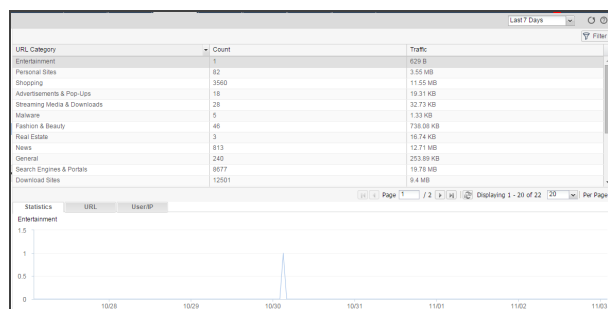 Last 7 Days
Filter
URL Category Count Traffic
Entertainment 1 629 B
Personal Sites 82 3.55 MB
Shopping 3560 11.55 MB
Advertisements & Pop-Ups 18 19.31 KB
Streaming Media & Downloads 28 32.73 KB
Malware 5 1.33 KB
Fashion & Beauty 46 738.08 KB
Real Estate 3 16.74 KB
News 813 12.71 MB
General 240 253.89 KB
Search Engines & Portals 8677 19.78 MB
Download Sites 12501 9.4 MB
Page 1 / 2 Displaying 1 - 20 of 22 20 Per Page
Statistics URL User/IP
Entertainment
1.5
1
0.5
0
10/28 10/29 10/30 10/31 11/01 11/02 11/03